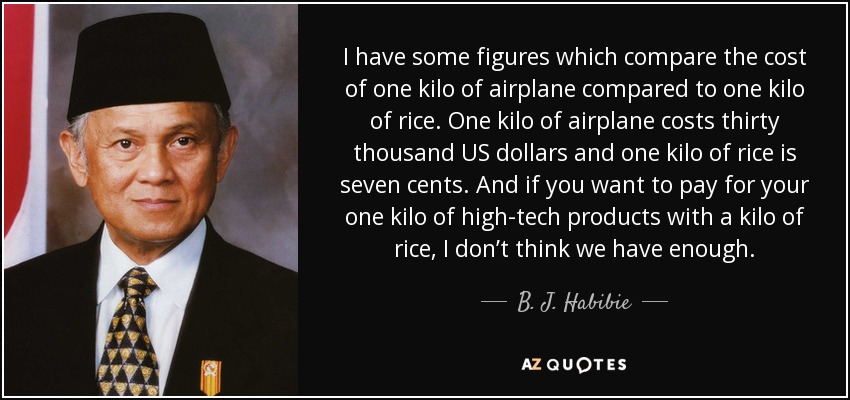 I have some figures which compare the cost
of one kilo of airplane compared to one kilo
of rice. One kilo of airplane costs thirty
thousand US dollars and one kilo of rice is
seven cents. And if you want to pay for your
one kilo of high-tech products with a kilo of
rice, I don’t think we have enough.
B. J. Habibie
AZ QUOTES